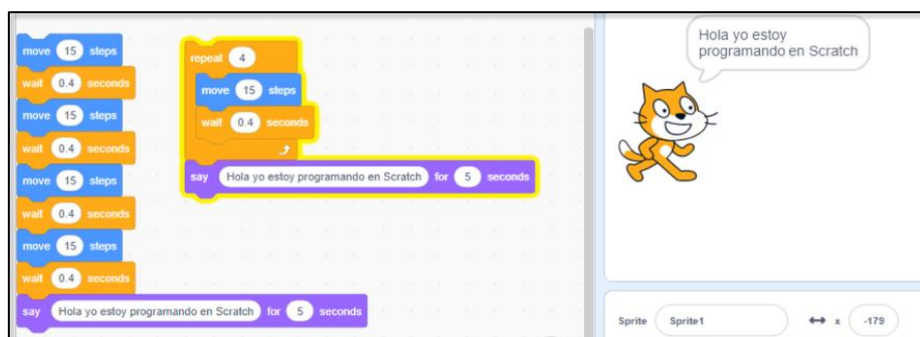 move 15 steps
wait 0.4 seconds
move 15 steps
wait 0.4 seconds
move 15 steps
wait 0.4 seconds
move 15 steps
wait 0.4 seconds
say Hola yo estoy programando en Scratch for 5 seconds
repeat 4
move 15 steps
wait 0.4 seconds
say Hola yo estoy programando en Scratch for 5 seconds
Hola yo estoy
programando en Scratch
Sprite Sprite1 x -179